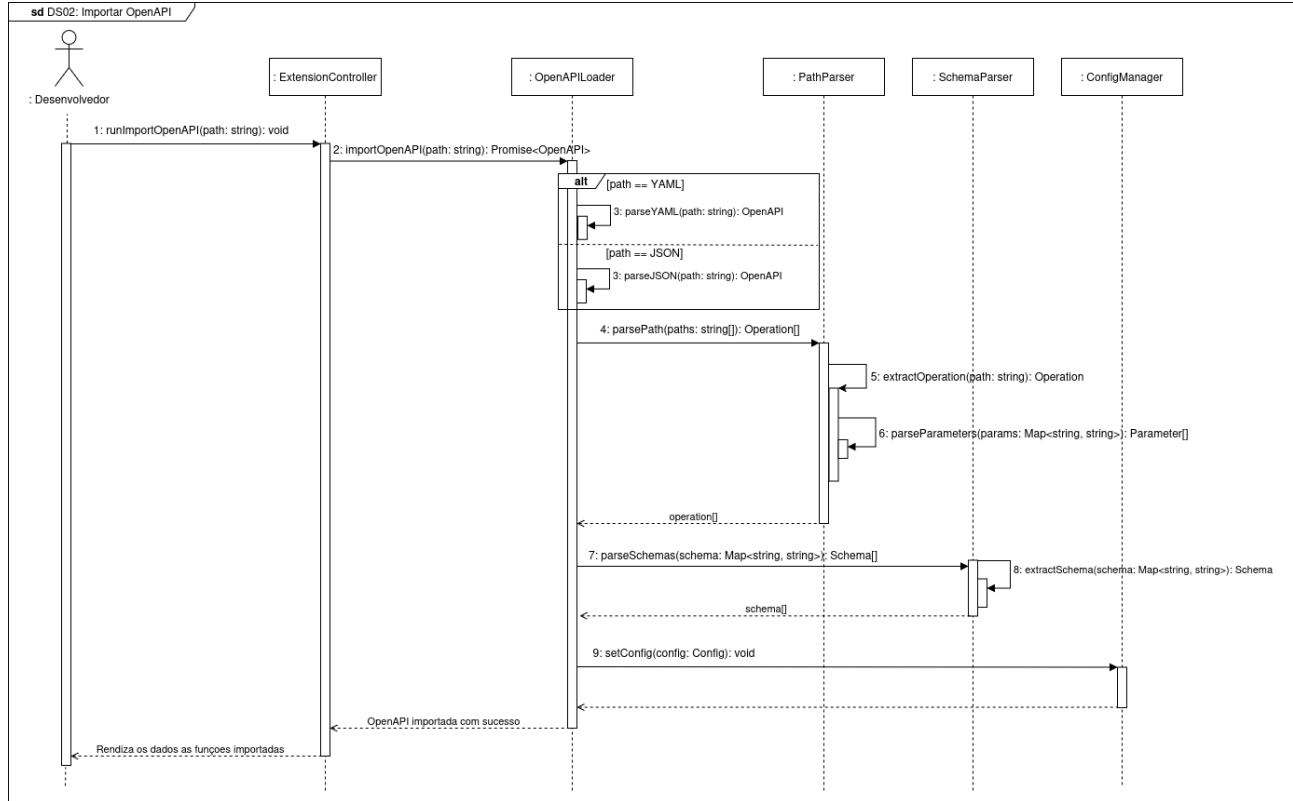 sd DS02: Importar OpenAPI
: Desenvolvedor
: ExtensionController
: OpenAPILoader
: PathParser
: SchemaParser
: ConfigManager
1: runImportOpenAPI(path: string): void
2: importOpenAPI(path: string): Promise<OpenAPI>
alt
[path == YAML]
3: parseYAML(path: string): OpenAPI
[path == JSON]
3: parseJSON(path: string): OpenAPI
4: parsePath(paths: string[]): Operation[]
5: extractOperation(path: string): Operation
6: parseParameters(params: Map<string, string>): Parameter[]
operation[]
7: parseSchemas(schema: Map<string, string>): Schema[]
8: extractSchema(schema: Map<string, string>): Schema
schema[]
9: setConfig(config: Config): void
OpenAPI importada com sucesso
Rendiza os dados as funçoes importadas